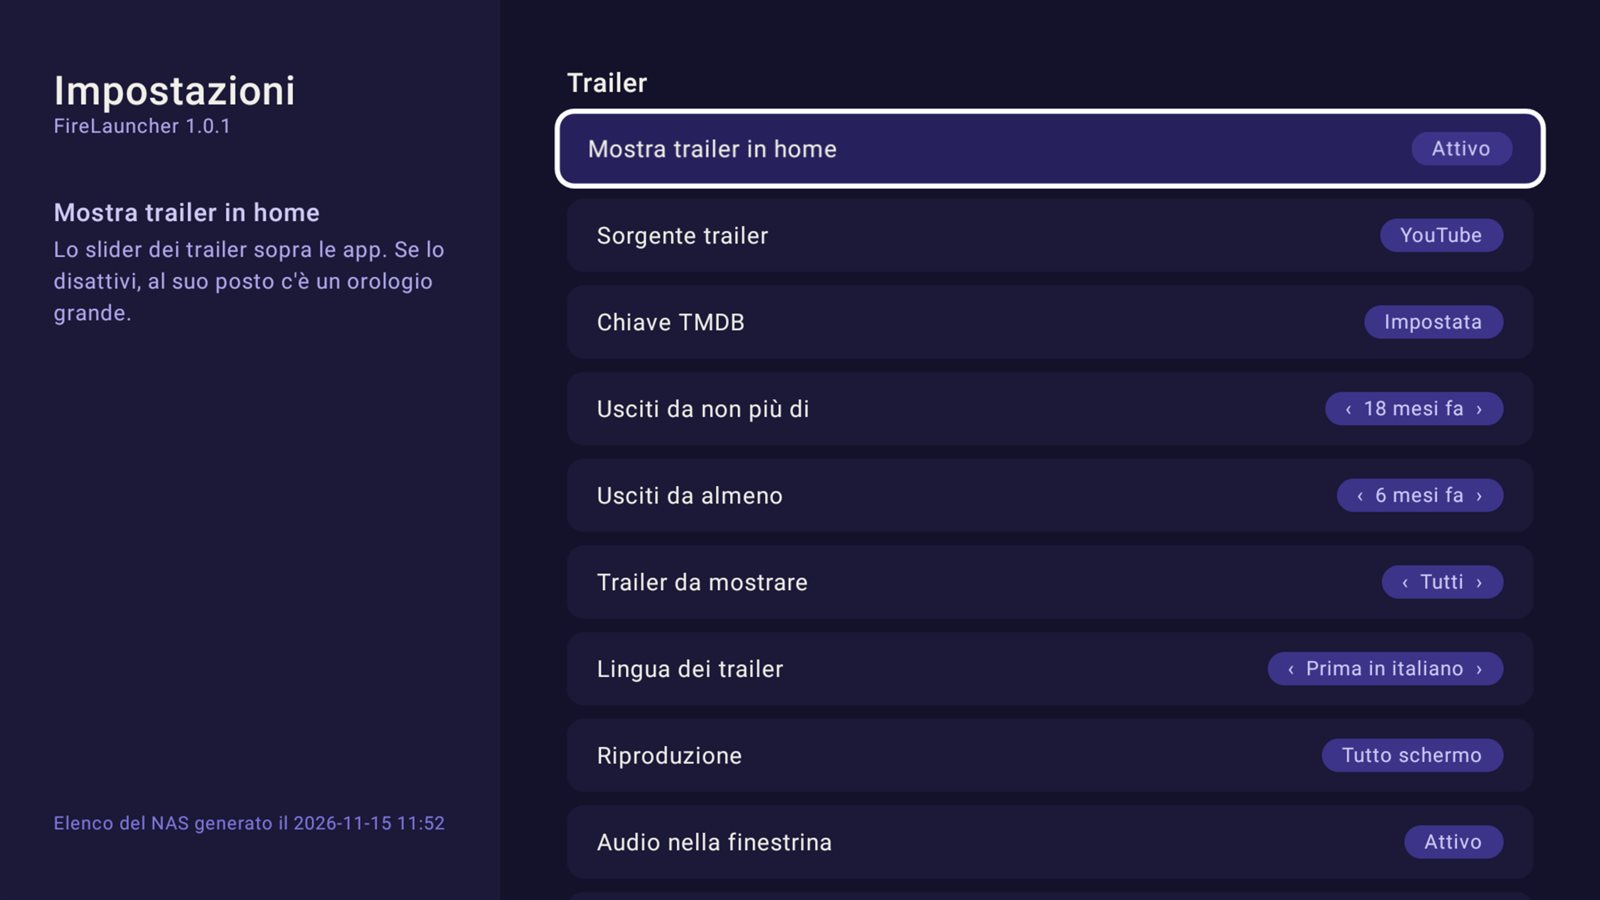 Impostazioni
FireLauncher 1.0.1
Mostra trailer in home
Lo slider dei trailer sopra le app. Se lo
disattivi, al suo posto c'è un orologio
grande.
Elenco del NAS generato il 2026-11-15 11:52
Trailer
Mostra trailer in home Attivo
Sorgente trailer YouTube
Chiave TMDB Impostata
Usciti da non più di ‹ 18 mesi fa ›
Usciti da almeno ‹ 6 mesi fa ›
Trailer da mostrare ‹ Tutti ›
Lingua dei trailer ‹ Prima in italiano ›
Riproduzione Tutto schermo
Audio nella finestrina Attivo